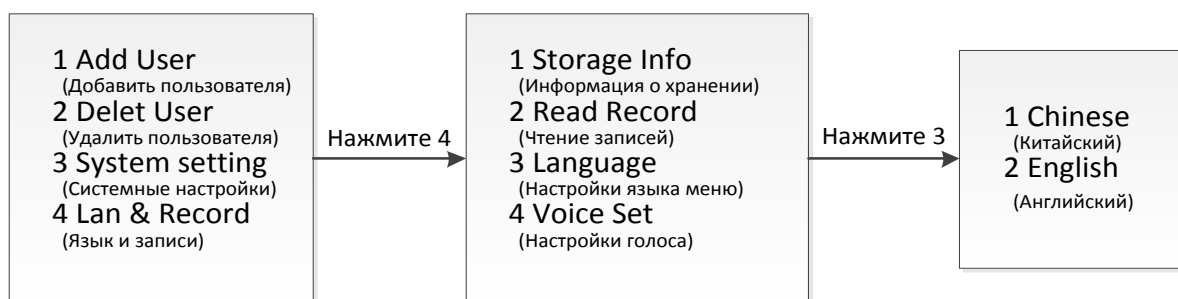 1 Add User
(Добавить пользователя)
2 Delet User
(Удалить пользователя)
3 System setting
(Системные настройки)
4 Lan & Record
(Язык и записи)
Нажмите 4
1 Storage Info
(Информация о хранении)
2 Read Record
(Чтение записей)
3 Language
(Настройки языка меню)
4 Voice Set
(Настройки голоса)
Нажмите 3
1 Chinese
(Китайский)
2 English
(Английский)